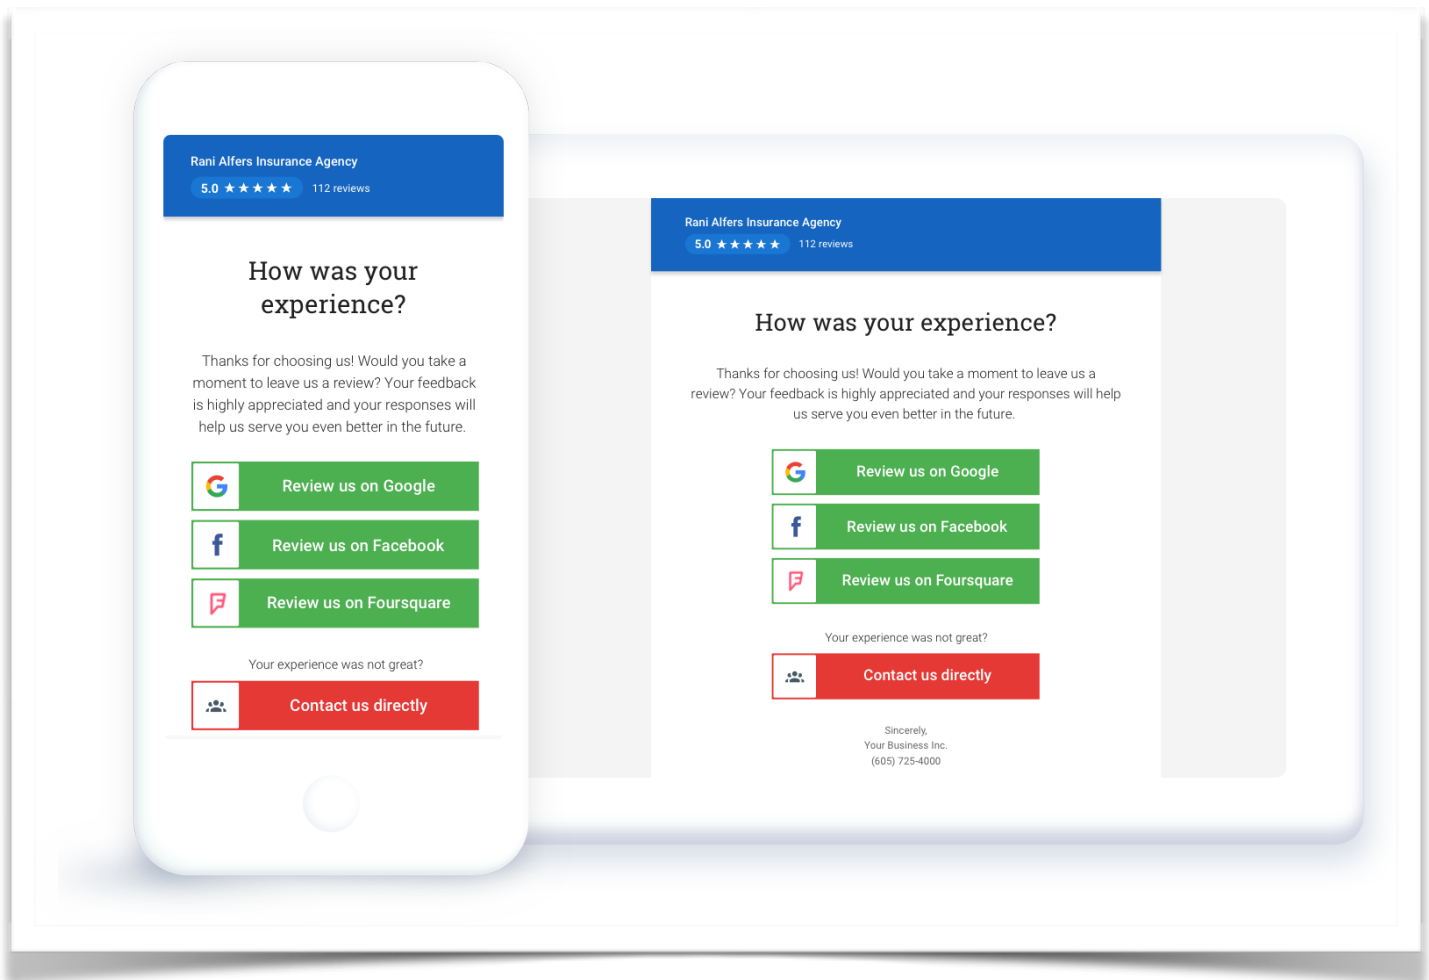 Rani Alfers Insurance Agency
5.0 ★★★★★ 112 reviews
How was your
experience?
Thanks for choosing us! Would you take a
moment to leave us a review? Your feedback
is highly appreciated and your responses will
help us serve you even better in the future.
Review us on Google
Review us on Facebook
Review us on Foursquare
Your experience was not great?
Contact us directly
Rani Alfers Insurance Agency
5.0 ★★★★★ 112 reviews
How was your experience?
Thanks for choosing us! Would you take a moment to leave us a
review? Your feedback is highly appreciated and your responses will help
us serve you even better in the future.
Review us on Google
Review us on Facebook
Review us on Foursquare
Your experience was not great?
Contact us directly
Sincerely,
Your Business Inc.
(605) 725-4000